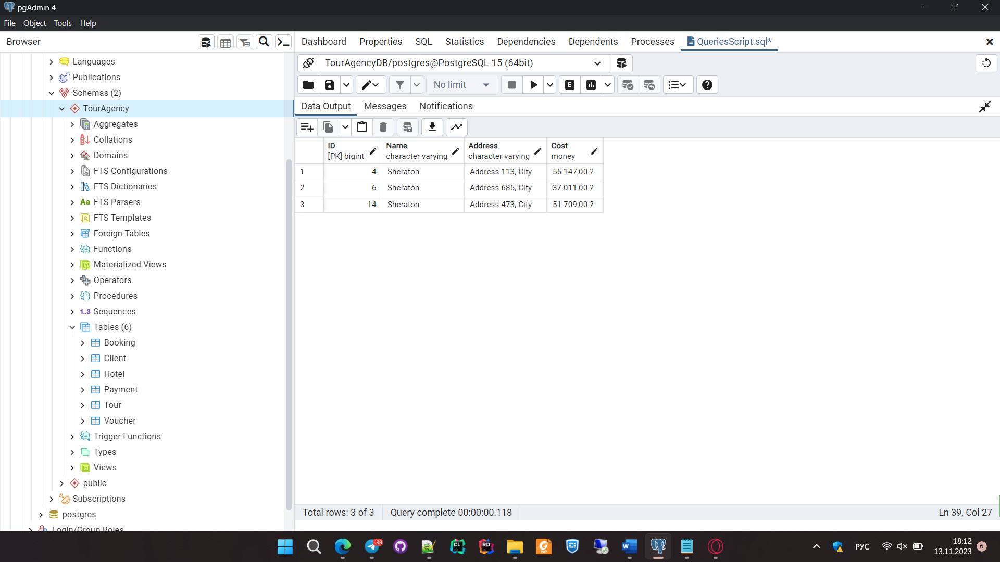 pgAdmin 4
File Object Tools Help
Browser
Dashboard Properties SQL Statistics Dependencies Dependents Processes QueriesScript.sql*
Languages
Publications
Schemas (2)
TourAgency
Aggregates
Collations
Domains
FTS Configurations
FTS Dictionaries
Aa FTS Parsers
FTS Templates
Foreign Tables
Functions
Materialized Views
Operators
Procedures
1..3 Sequences
Tables (6)
Booking
Client
Hotel
Payment
Tour
Voucher
Trigger Functions
Types
Views
public
Subscriptions
postgres
Login/Group Roles
TourAgencyDB/postgres@PostgreSQL 15 (64bit)
No limit
E
Data Output Messages Notifications
ID Name Address Cost
[PK] bigint character varying character varying money
1 4 Sheraton Address 113, City 55 147,00 ?
2 6 Sheraton Address 685, City 37 011,00 ?
3 14 Sheraton Address 473, City 51 709,00 ?
Total rows: 3 of 3 Query complete 00:00:00.118 Ln 39, Col 27
..98
CL
RD
PDF
W
РУС
18:12
13.11.2023
6